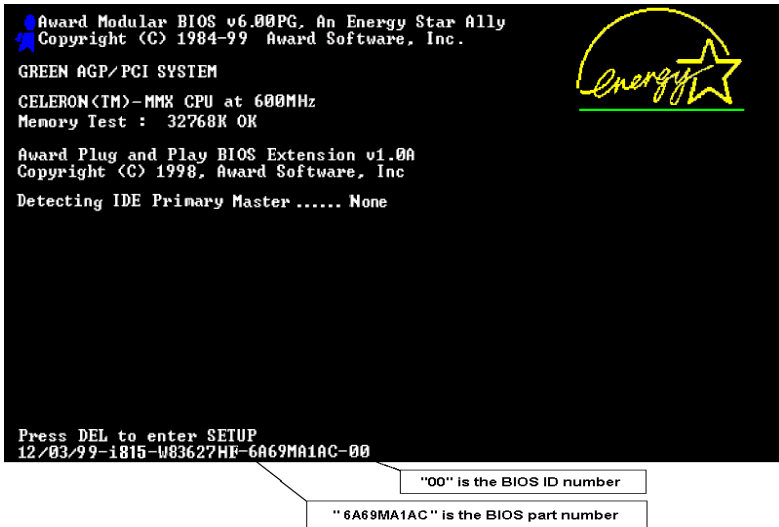 Award Modular BIOS v6.00PG, An Energy Star Ally
Copyright (C) 1984-99 Award Software, Inc.
energy
GREEN AGP/PCI SYSTEM
CELERON(TM)-MMX CPU at 600MHz
Memory Test : 32768K OK
Award Plug and Play BIOS Extension v1.0A
Copyright (C) 1998, Award Software, Inc
Detecting IDE Primary Master ...... None
Press DEL to enter SETUP
12/03/99-i815-W83627HF-6A69MA1AC-00
"00" is the BIOS ID number
"6A69MA1AC" is the BIOS part number